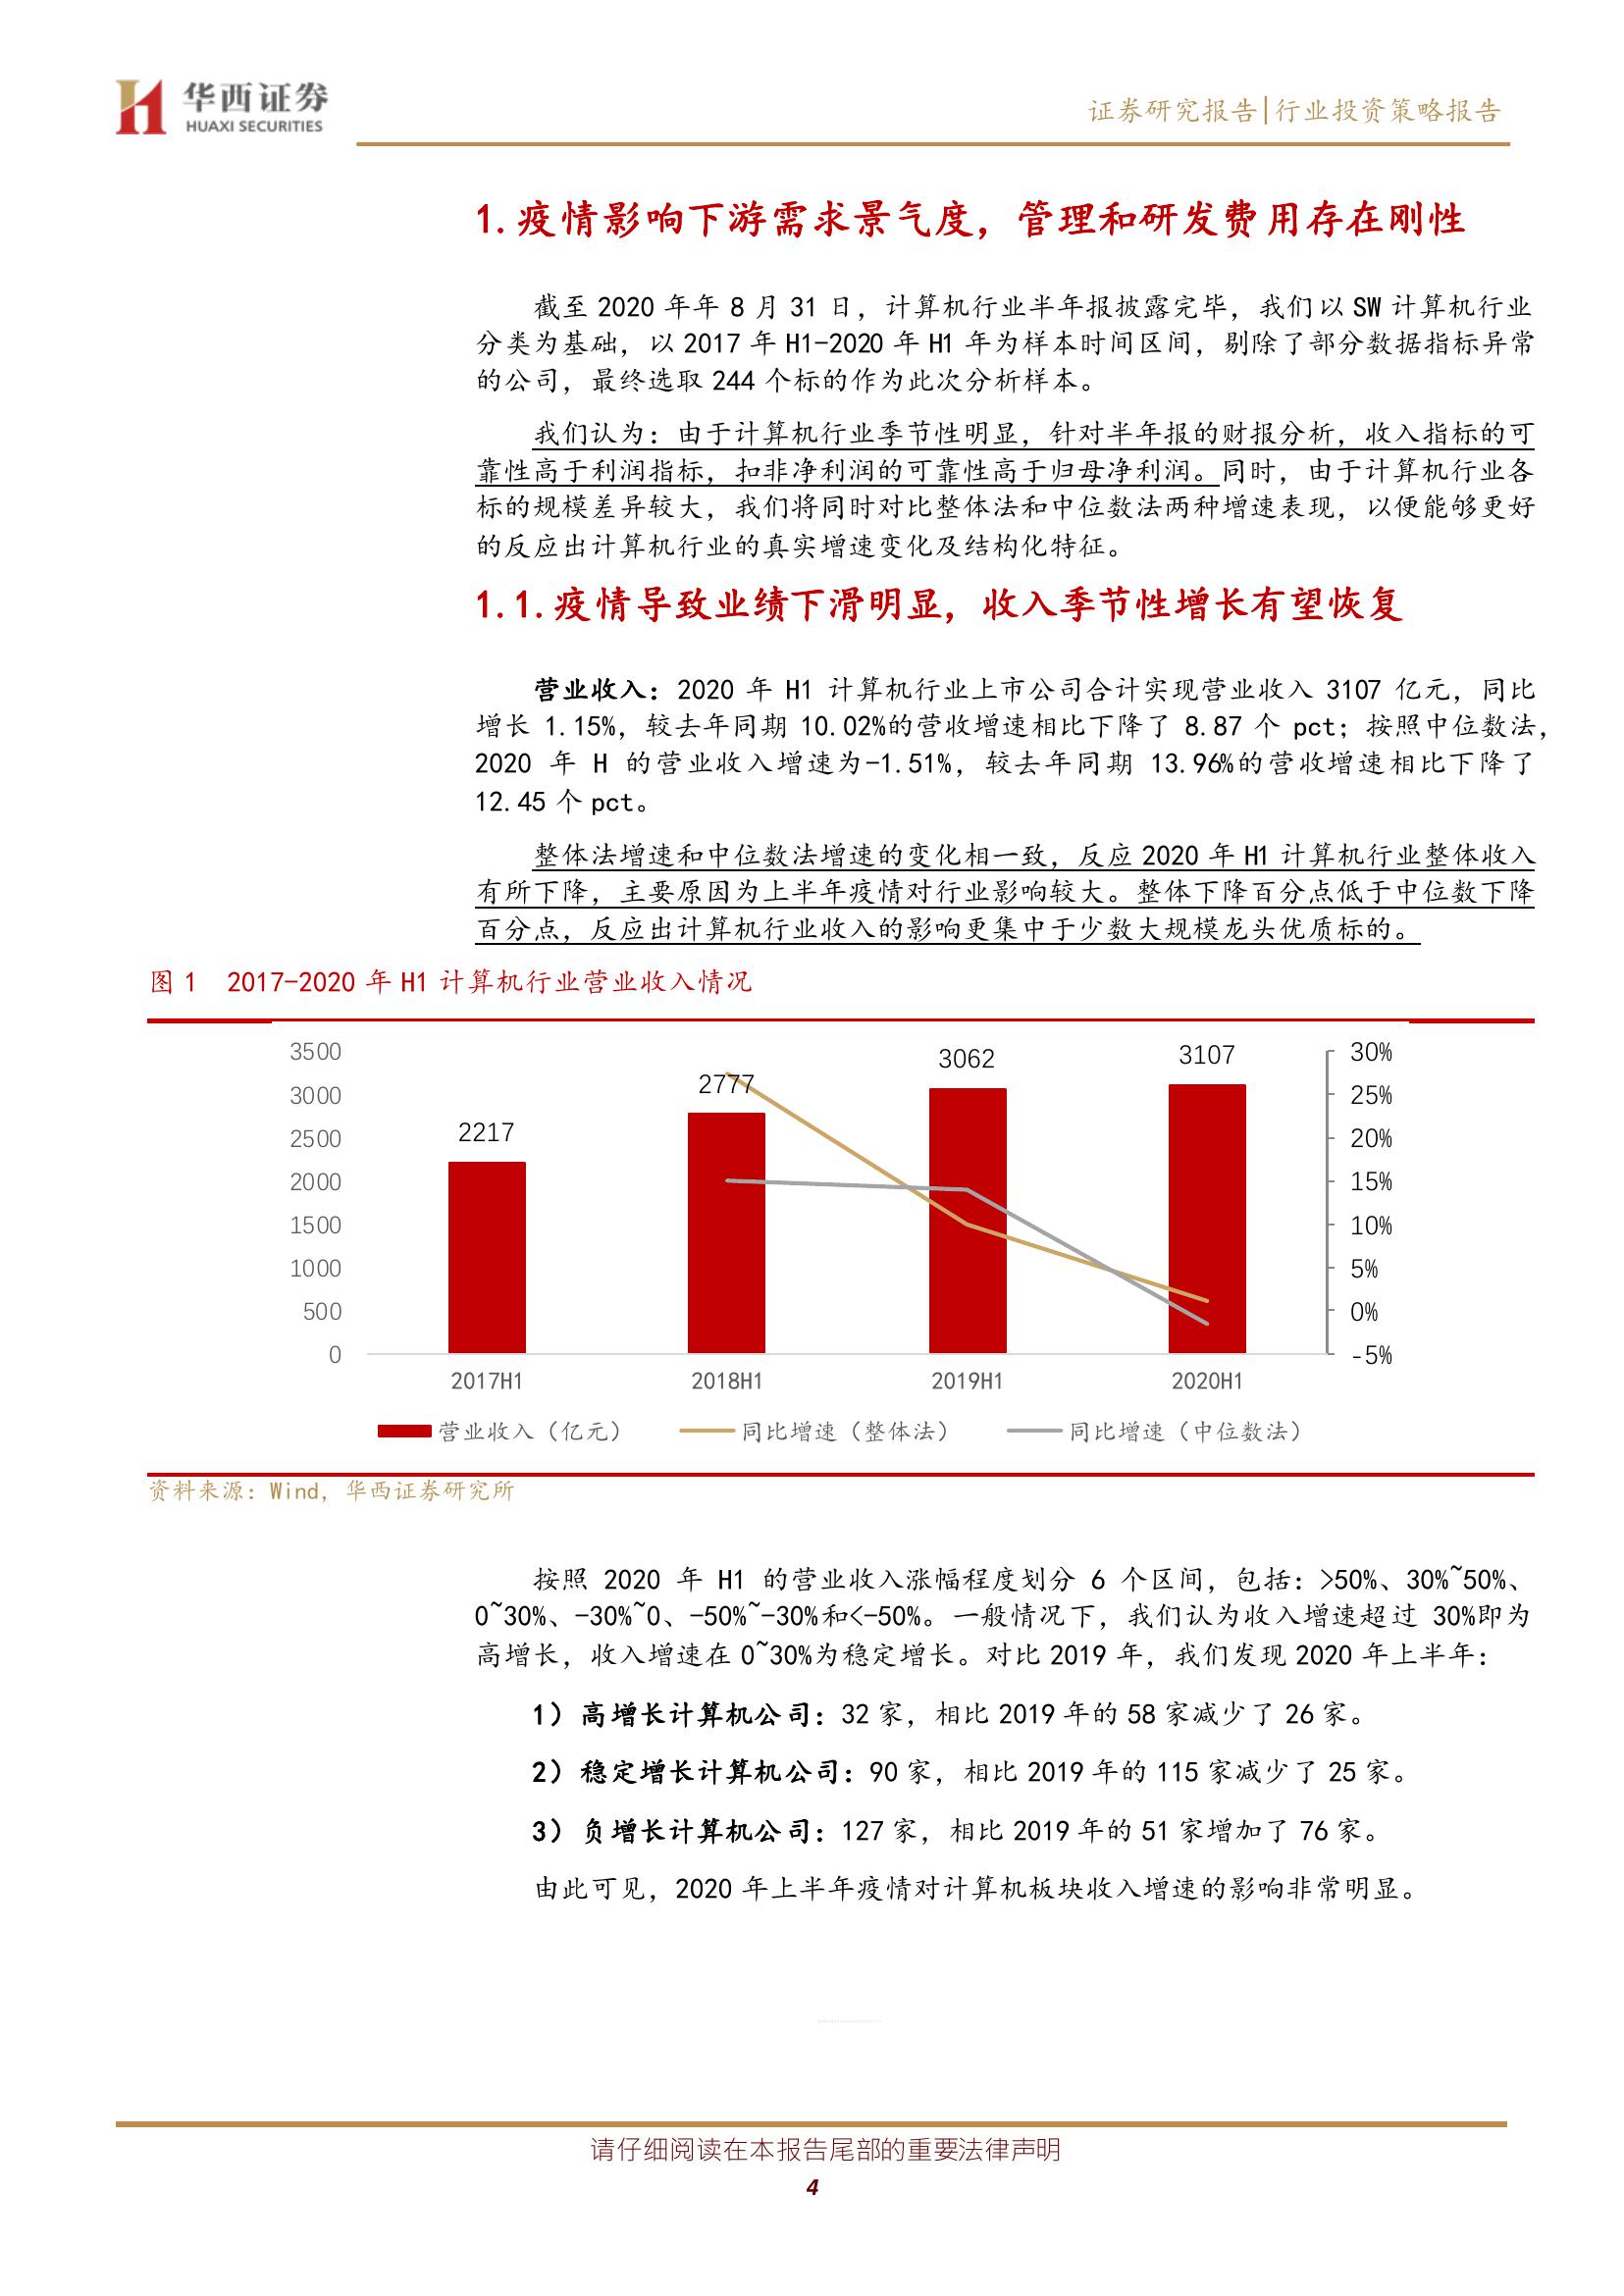 华西证券
HUAXI SECURITIES
证券研究报告|行业投资策略报告
1.疫情影响下游需求景气度，管理和研发费用存在刚性
截至 2020 年年 8 月 31 日，计算机行业半年报披露完毕，我们以 SW 计算机行业
分类为基础，以 2017 年 H1-2020 年 H1 年为样本时间区间，剔除了部分数据指标异常
的公司，最终选取 244 个标的作为此次分析样本。
我们认为：由于计算机行业季节性明显，针对半年报的财报分析，收入指标的可
靠性高于利润指标，扣非净利润的可靠性高于归母净利润。同时，由于计算机行业各
标的规模差异较大，我们将同时对比整体法和中位数法两种增速表现，以便能够更好
的反应出计算机行业的真实增速变化及结构化特征。
1.1.疫情导致业绩下滑明显，收入季节性增长有望恢复
营业收入：2020 年 H1 计算机行业上市公司合计实现营业收入 3107 亿元，同比
增长 1.15%，较去年同期 10.02%的营收增速相比下降了 8.87 个 pct；按照中位数法，
2020 年 H 的营业收入增速为-1.51%，较去年同期 13.96%的营收增速相比下降了
12.45 个 pct。
整体法增速和中位数法增速的变化相一致，反应 2020 年 H1 计算机行业整体收入
有所下降，主要原因为上半年疫情对行业影响较大。整体下降百分点低于中位数下降
百分点，反应出计算机行业收入的影响更集中于少数大规模龙头优质标的。
图 1 2017-2020 年 H1 计算机行业营业收入情况
3500
3000
2500
2000
1500
1000
500
0
2217
2777
3062
3107
30%
25%
20%
15%
10%
5%
0%
-5%
2017H1 2018H1 2019H1 2020H1
营业收入（亿元） 同比增速（整体法） 同比增速（中位数法）
资料来源：Wind，华西证券研究所
按照 2020 年 H1 的营业收入涨幅程度划分 6 个区间，包括：>50%、30%~50%、
0~30%、-30%~0、-50%~-30%和<-50%。一般情况下，我们认为收入增速超过 30%即为
高增长，收入增速在 0~30%为稳定增长。对比 2019 年，我们发现 2020 年上半年：
1）高增长计算机公司：32 家，相比 2019 年的 58 家减少了 26 家。
2）稳定增长计算机公司：90 家，相比 2019 年的 115 家减少了 25 家。
3）负增长计算机公司：127 家，相比 2019 年的 51 家增加了 76 家。
由此可见，2020 年上半年疫情对计算机板块收入增速的影响非常明显。
请仔细阅读在本报告尾部的重要法律声明
4